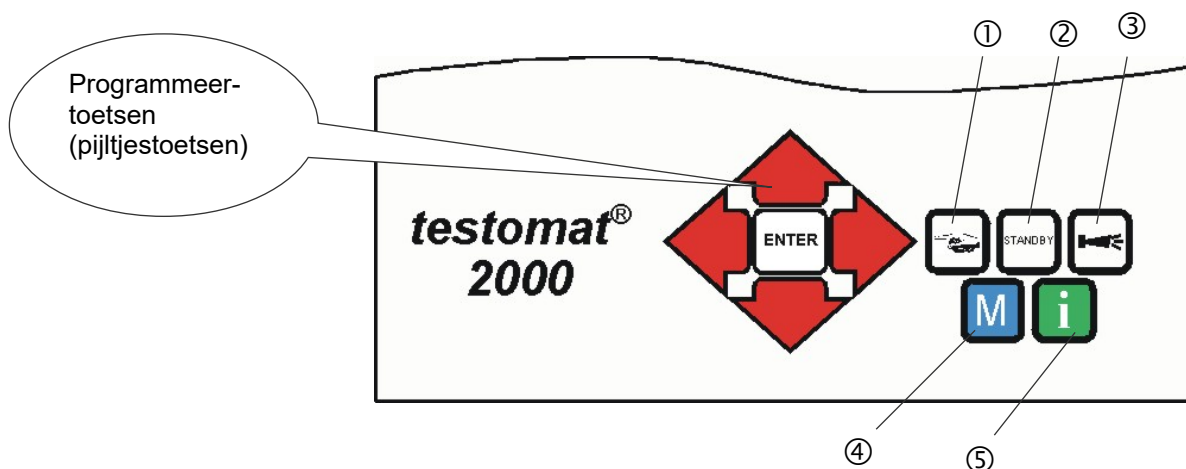 ① ② ③
Programmeer-
toetsen
(pijltjestoetsen)
testomat®
2000
ENTER
STANDBY
M
i
④ ⑤